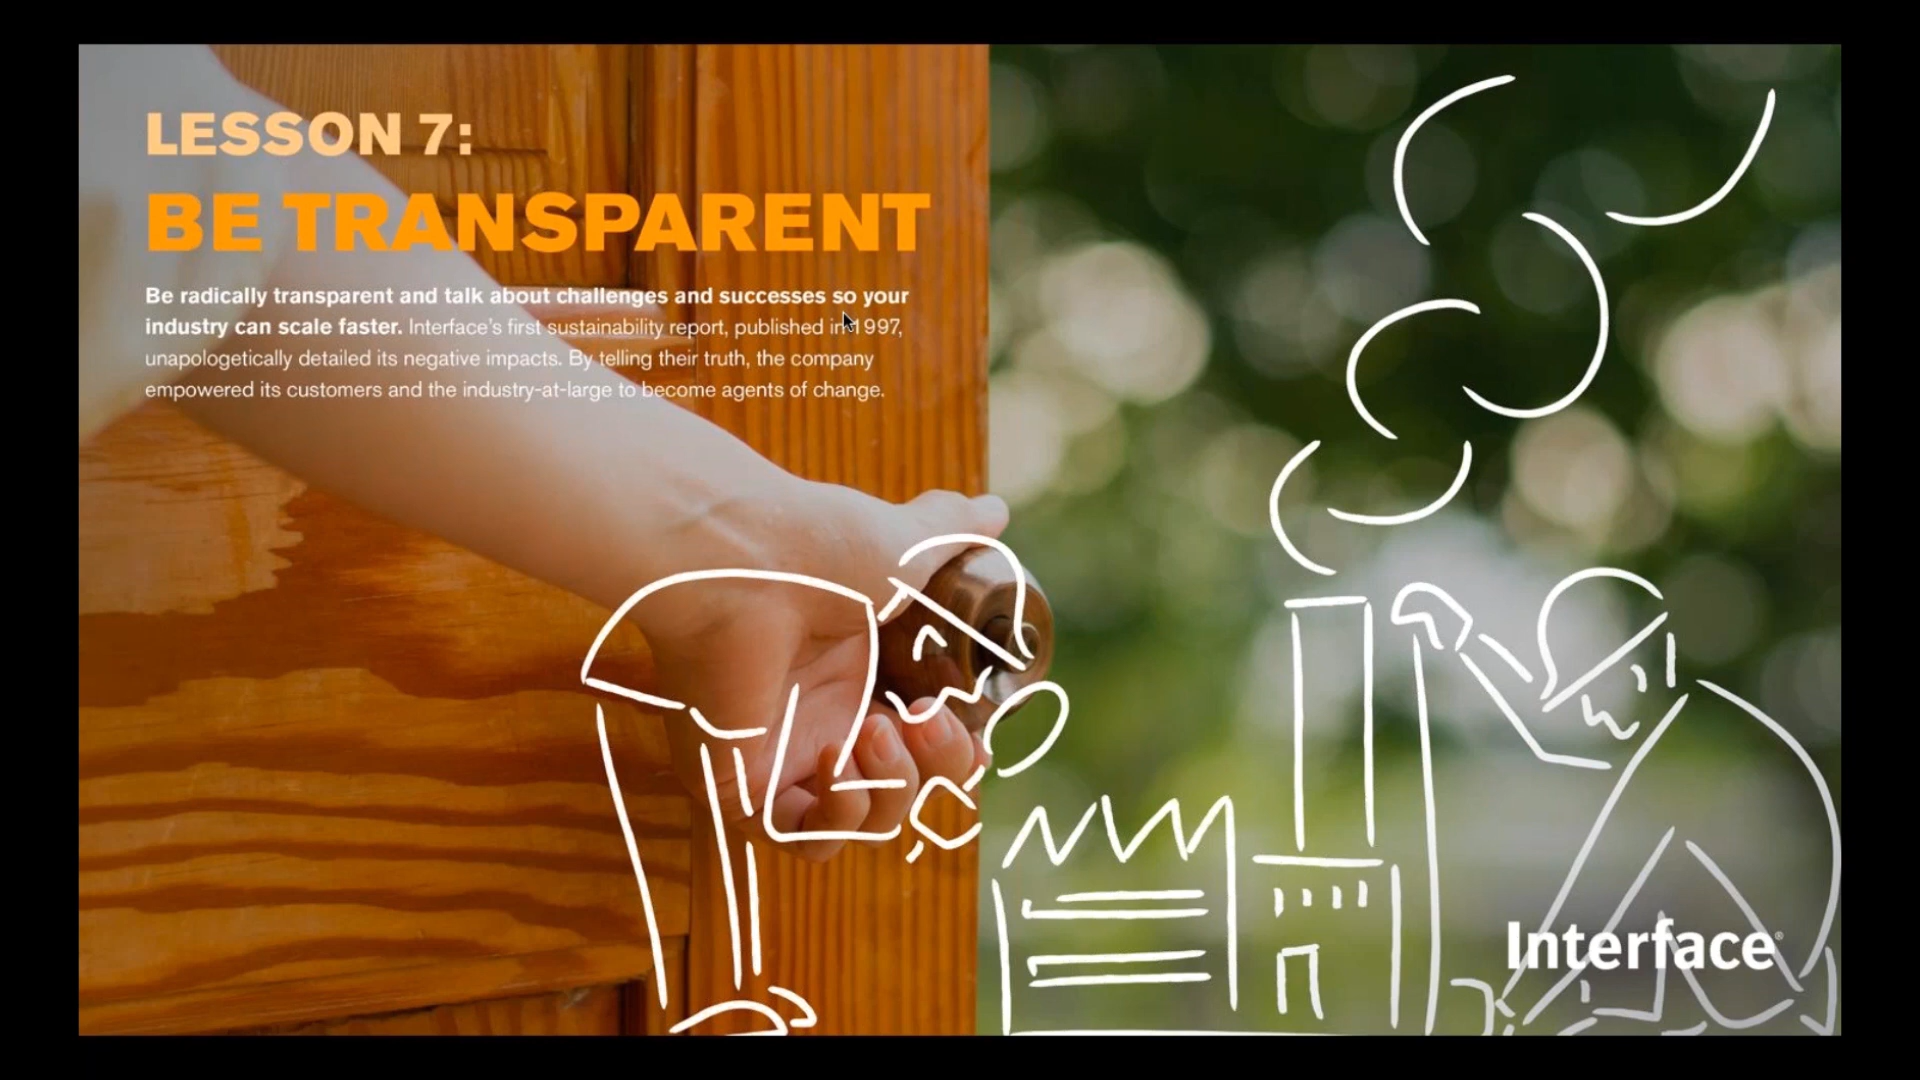 LESSON 7:
BE TRANSPARENT
Be radically transparent and talk about challenges and successes so your
industry can scale faster. Interface's first sustainability report, published in 1997,
unapologetically detailed its negative impacts. By telling their truth, the company
empowered its customers and the industry-at-large to become agents of change.
Interface®